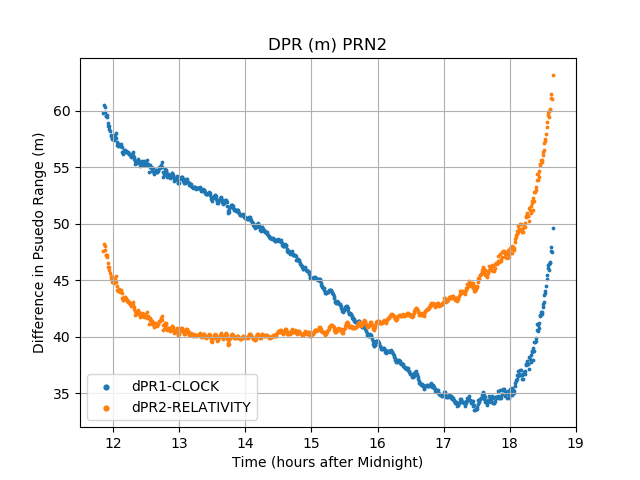 DPR (m) PRN2
Difference in Psuedo Range (m)
60
55
50
45
40
35
dPR1-CLOCK
dPR2-RELATIVITY
12 13 14 15 16 17 18 19
Time (hours after Midnight)